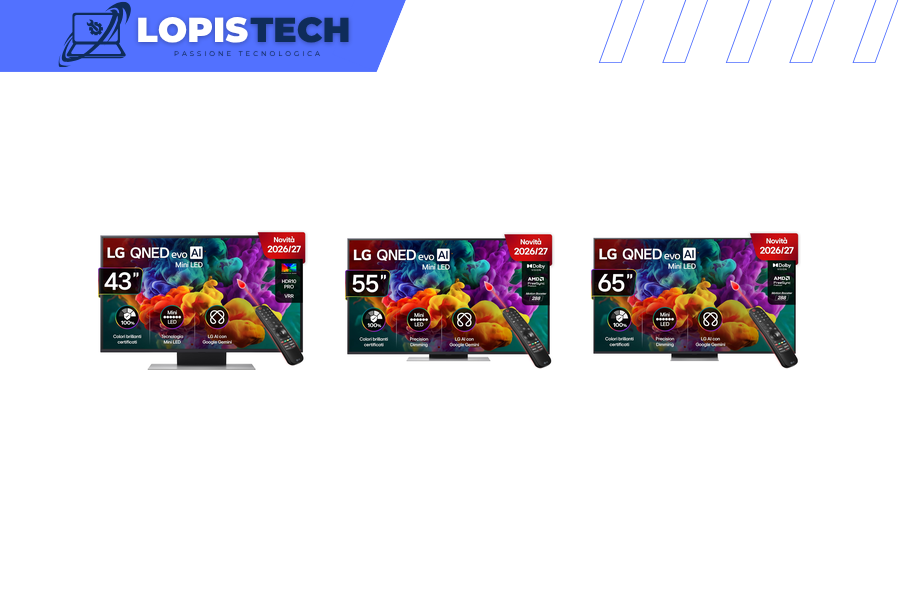 LOPISTECH
PASSIONE TECNOLOGICA
Novità
2026/27
LG QNED evo AI
Mini LED
43”
HDR10
PRO
VRR
100%
Mini
LED
Colori brillanti
certificati
Tecnologia
Mini LED
LG AI con
Google Gemini
Novità
2026/27
LG QNED evo AI
Mini LED
55”
Dolby
AMD
FreeSync
288
100%
Mini
LED
Colori brillanti
certificati
Precision
Dimming
LG AI con
Google Gemini
Novità
2026/27
LG QNED evo AI
Mini LED
65”
Dolby
AMD
FreeSync
288
100%
Mini
LED
Colori brillanti
certificati
Precision
Dimming
LG AI con
Google Gemini